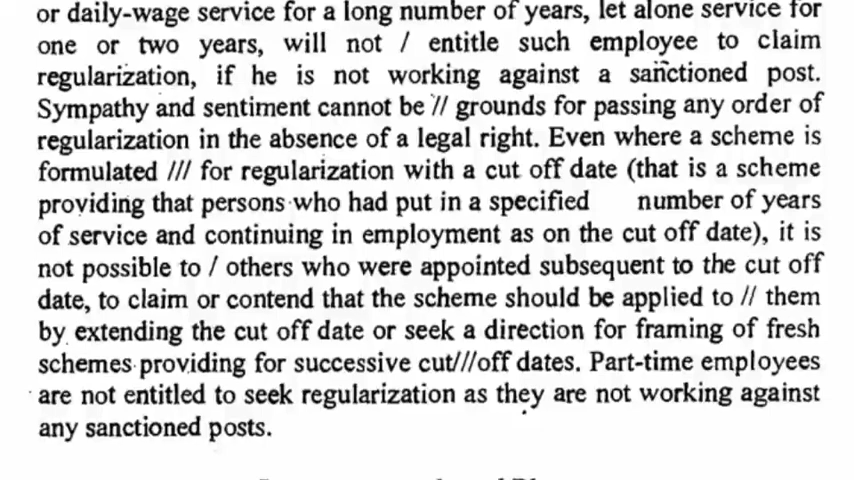 or daily-wage service for a long number of years, let alone service for
one or two years, will not / entitle such employee to claim
regularization, if he is not working against a sanctioned post.
Sympathy and sentiment cannot be // grounds for passing any order of
regularization in the absence of a legal right. Even where a scheme is
formulated /// for regularization with a cut off date (that is a scheme
providing that persons who had put in a specified number of years
of service and continuing in employment as on the cut off date), it is
not possible to / others who were appointed subsequent to the cut off
date, to claim or contend that the scheme should be applied to // them
by extending the cut off date or seek a direction for framing of fresh
schemes providing for successive cut///off dates. Part-time employees
are not entitled to seek regularization as they are not working against
any sanctioned posts.